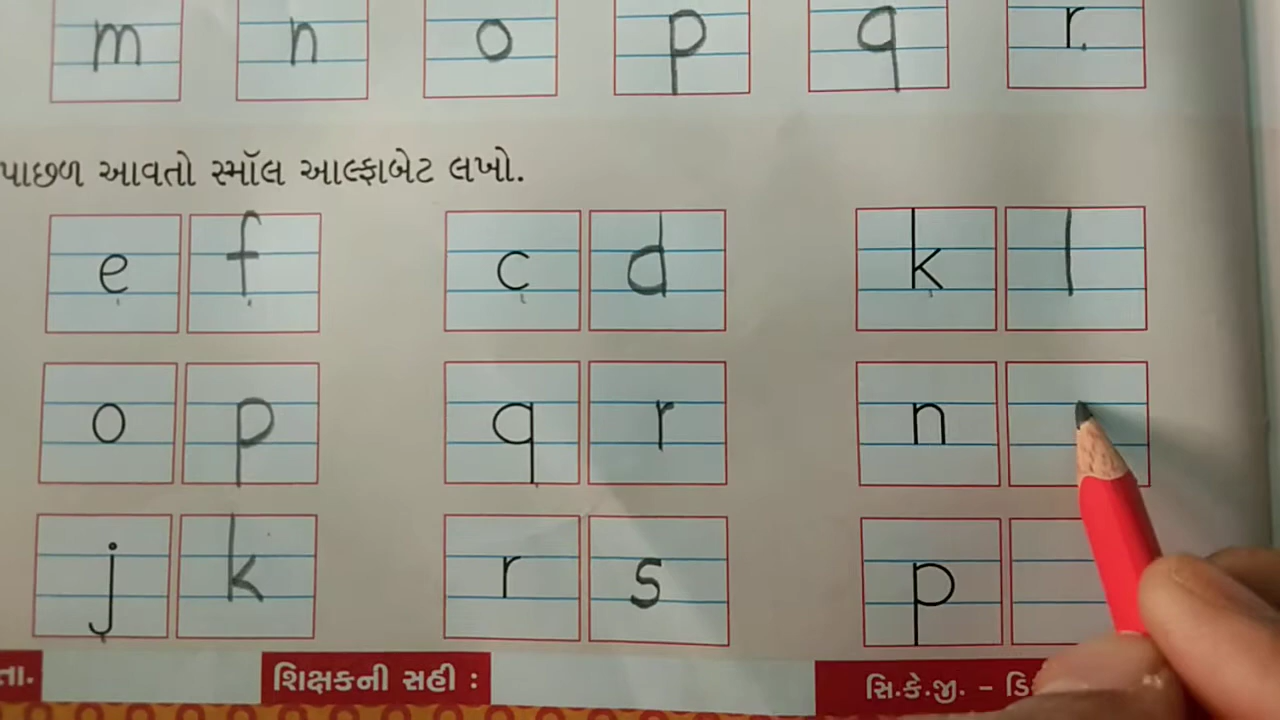 m n o p q r
પાછળ આવતો સ્મૉલ આલ્ફાબેટ લખો.
e f c d k l
o p q r n
j k r s p
તા.
શિક્ષકની સહી :
સિ.કે.જી. -